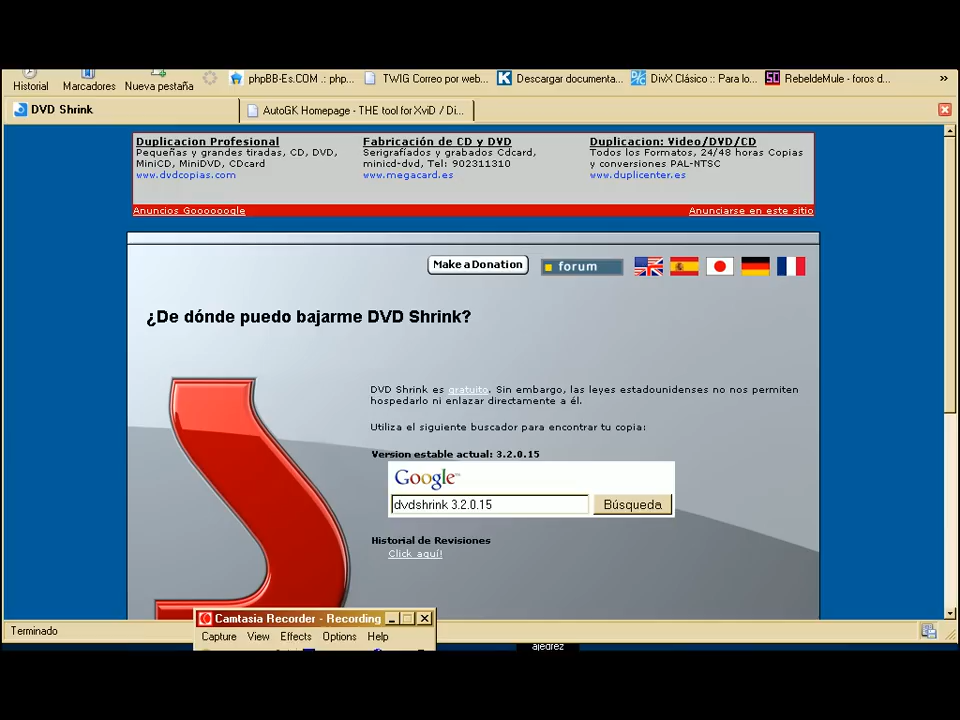 Historial
Marcadores
Nueva pestaña
phpBB-Es.COM .: php...
TWIG Correo por web...
Descargar documenta...
DivX Clásico :: Para lo...
RebeldeMule - foros d...
»
DVD Shrink
AutoGK Homepage - THE tool for XviD / Di...
Duplicacion Profesional
Pequeñas y grandes tiradas, CD, DVD,
MiniCD, MiniDVD, CDcard
www.dvdcopias.com
Fabricación de CD y DVD
Serigrafíados y grabados Cdcard,
minicd-dvd, Tel: 902311310
www.megacard.es
Duplicacion: Video/DVD/CD
Todos los Formatos, 24/48 horas Copias
y conversiones PAL-NTSC
www.duplicenter.es
Anuncios Goooooogle
Anunciarse en este sitio
Make a Donation
forum
¿De dónde puedo bajarme DVD Shrink?
DVD Shrink es gratuito. Sin embargo, las leyes estadounidenses no nos permiten
hospedarlo ni enlazar directamente a él.
Utiliza el siguiente buscador para encontrar tu copia:
Version estable actual: 3.2.0.15
Google™
dvdshrink 3.2.0.15
Búsqueda
Historial de Revisiones
Click aquí!
Camtasia Recorder - Recording
Capture View Effects Options Help
Terminado
ajedrez